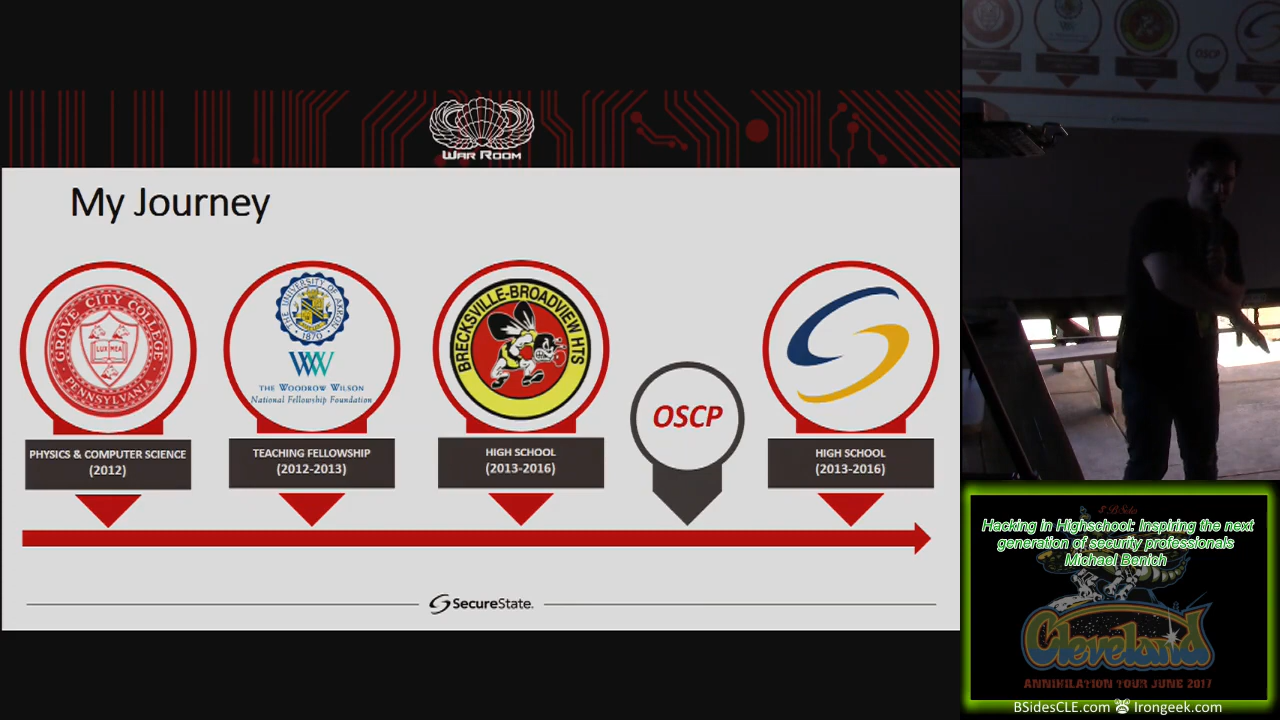 WAR ROOM
My Journey
GROVE CITY COLLEGE
LUX MEA
PENNSYLVANIA
PHYSICS & COMPUTER SCIENCE
(2012)
THE UNIVERSITY OF AKRON
1870
WW
THE WOODROW WILSON
National Fellowship Foundation
TEACHING FELLOWSHIP
(2012-2013)
BRECKSVILLE-BROADVIEW HTS
HIGH SCHOOL
(2013-2016)
OSCP
HIGH SCHOOL
(2013-2016)
SECURESTATE.
Hacking in Highschool: Inspiring the next
generation of security professionals
Michael Benich
Cleveland
ANNIHILATION TOUR JUNE 2017
BSidesCLE.com Irongeek.com